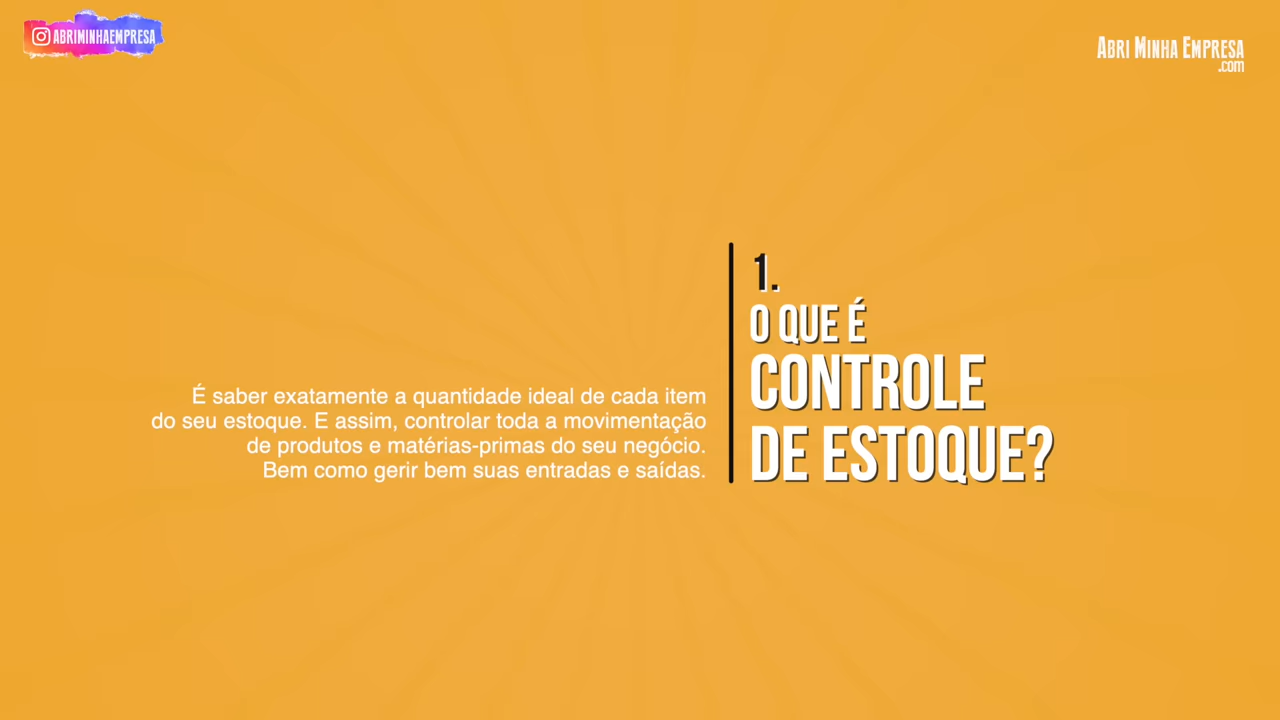 ABRIMINHAEMPRESA
ABRI MINHA EMPRESA
.com
1.
O QUE É
CONTROLE
DE ESTOQUE?
É saber exatamente a quantidade ideal de cada item
do seu estoque. E assim, controlar toda a movimentação
de produtos e matérias-primas do seu negócio.
Bem como gerir bem suas entradas e saídas.